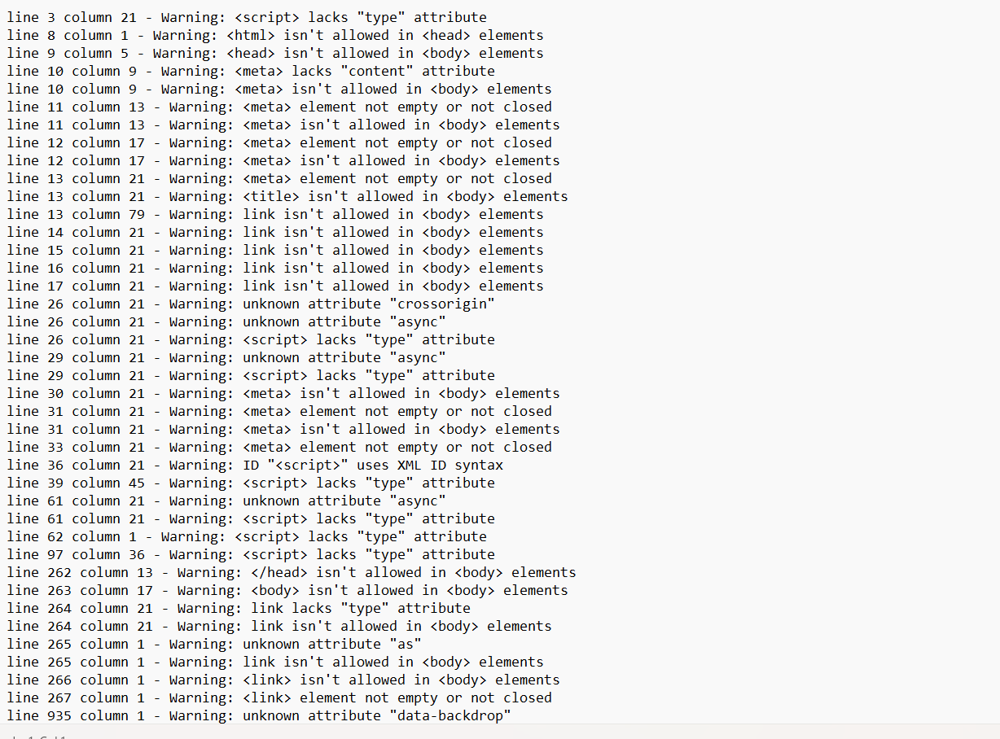 line 3 column 21 - Warning: <script> lacks "type" attribute
line 8 column 1 - Warning: <html> isn't allowed in <head> elements
line 9 column 5 - Warning: <head> isn't allowed in <body> elements
line 10 column 9 - Warning: <meta> lacks "content" attribute
line 10 column 9 - Warning: <meta> isn't allowed in <body> elements
line 11 column 13 - Warning: <meta> element not empty or not closed
line 11 column 13 - Warning: <meta> isn't allowed in <body> elements
line 12 column 17 - Warning: <meta> element not empty or not closed
line 12 column 17 - Warning: <meta> isn't allowed in <body> elements
line 13 column 21 - Warning: <meta> element not empty or not closed
line 13 column 21 - Warning: <title> isn't allowed in <body> elements
line 13 column 79 - Warning: link isn't allowed in <body> elements
line 14 column 21 - Warning: link isn't allowed in <body> elements
line 15 column 21 - Warning: link isn't allowed in <body> elements
line 16 column 21 - Warning: link isn't allowed in <body> elements
line 17 column 21 - Warning: link isn't allowed in <body> elements
line 26 column 21 - Warning: unknown attribute "crossorigin"
line 26 column 21 - Warning: unknown attribute "async"
line 26 column 21 - Warning: <script> lacks "type" attribute
line 29 column 21 - Warning: unknown attribute "async"
line 29 column 21 - Warning: <script> lacks "type" attribute
line 30 column 21 - Warning: <meta> isn't allowed in <body> elements
line 31 column 21 - Warning: <meta> element not empty or not closed
line 31 column 21 - Warning: <meta> isn't allowed in <body> elements
line 33 column 21 - Warning: <meta> element not empty or not closed
line 36 column 21 - Warning: ID "<script>" uses XML ID syntax
line 39 column 45 - Warning: <script> lacks "type" attribute
line 61 column 21 - Warning: unknown attribute "async"
line 61 column 21 - Warning: <script> lacks "type" attribute
line 62 column 1 - Warning: <script> lacks "type" attribute
line 97 column 36 - Warning: <script> lacks "type" attribute
line 262 column 13 - Warning: </head> isn't allowed in <body> elements
line 263 column 17 - Warning: <body> isn't allowed in <body> elements
line 264 column 21 - Warning: link lacks "type" attribute
line 264 column 21 - Warning: link isn't allowed in <body> elements
line 265 column 1 - Warning: unknown attribute "as"
line 265 column 1 - Warning: link isn't allowed in <body> elements
line 266 column 1 - Warning: <link> isn't allowed in <body> elements
line 267 column 1 - Warning: <link> element not empty or not closed
line 935 column 1 - Warning: unknown attribute "data-backdrop"